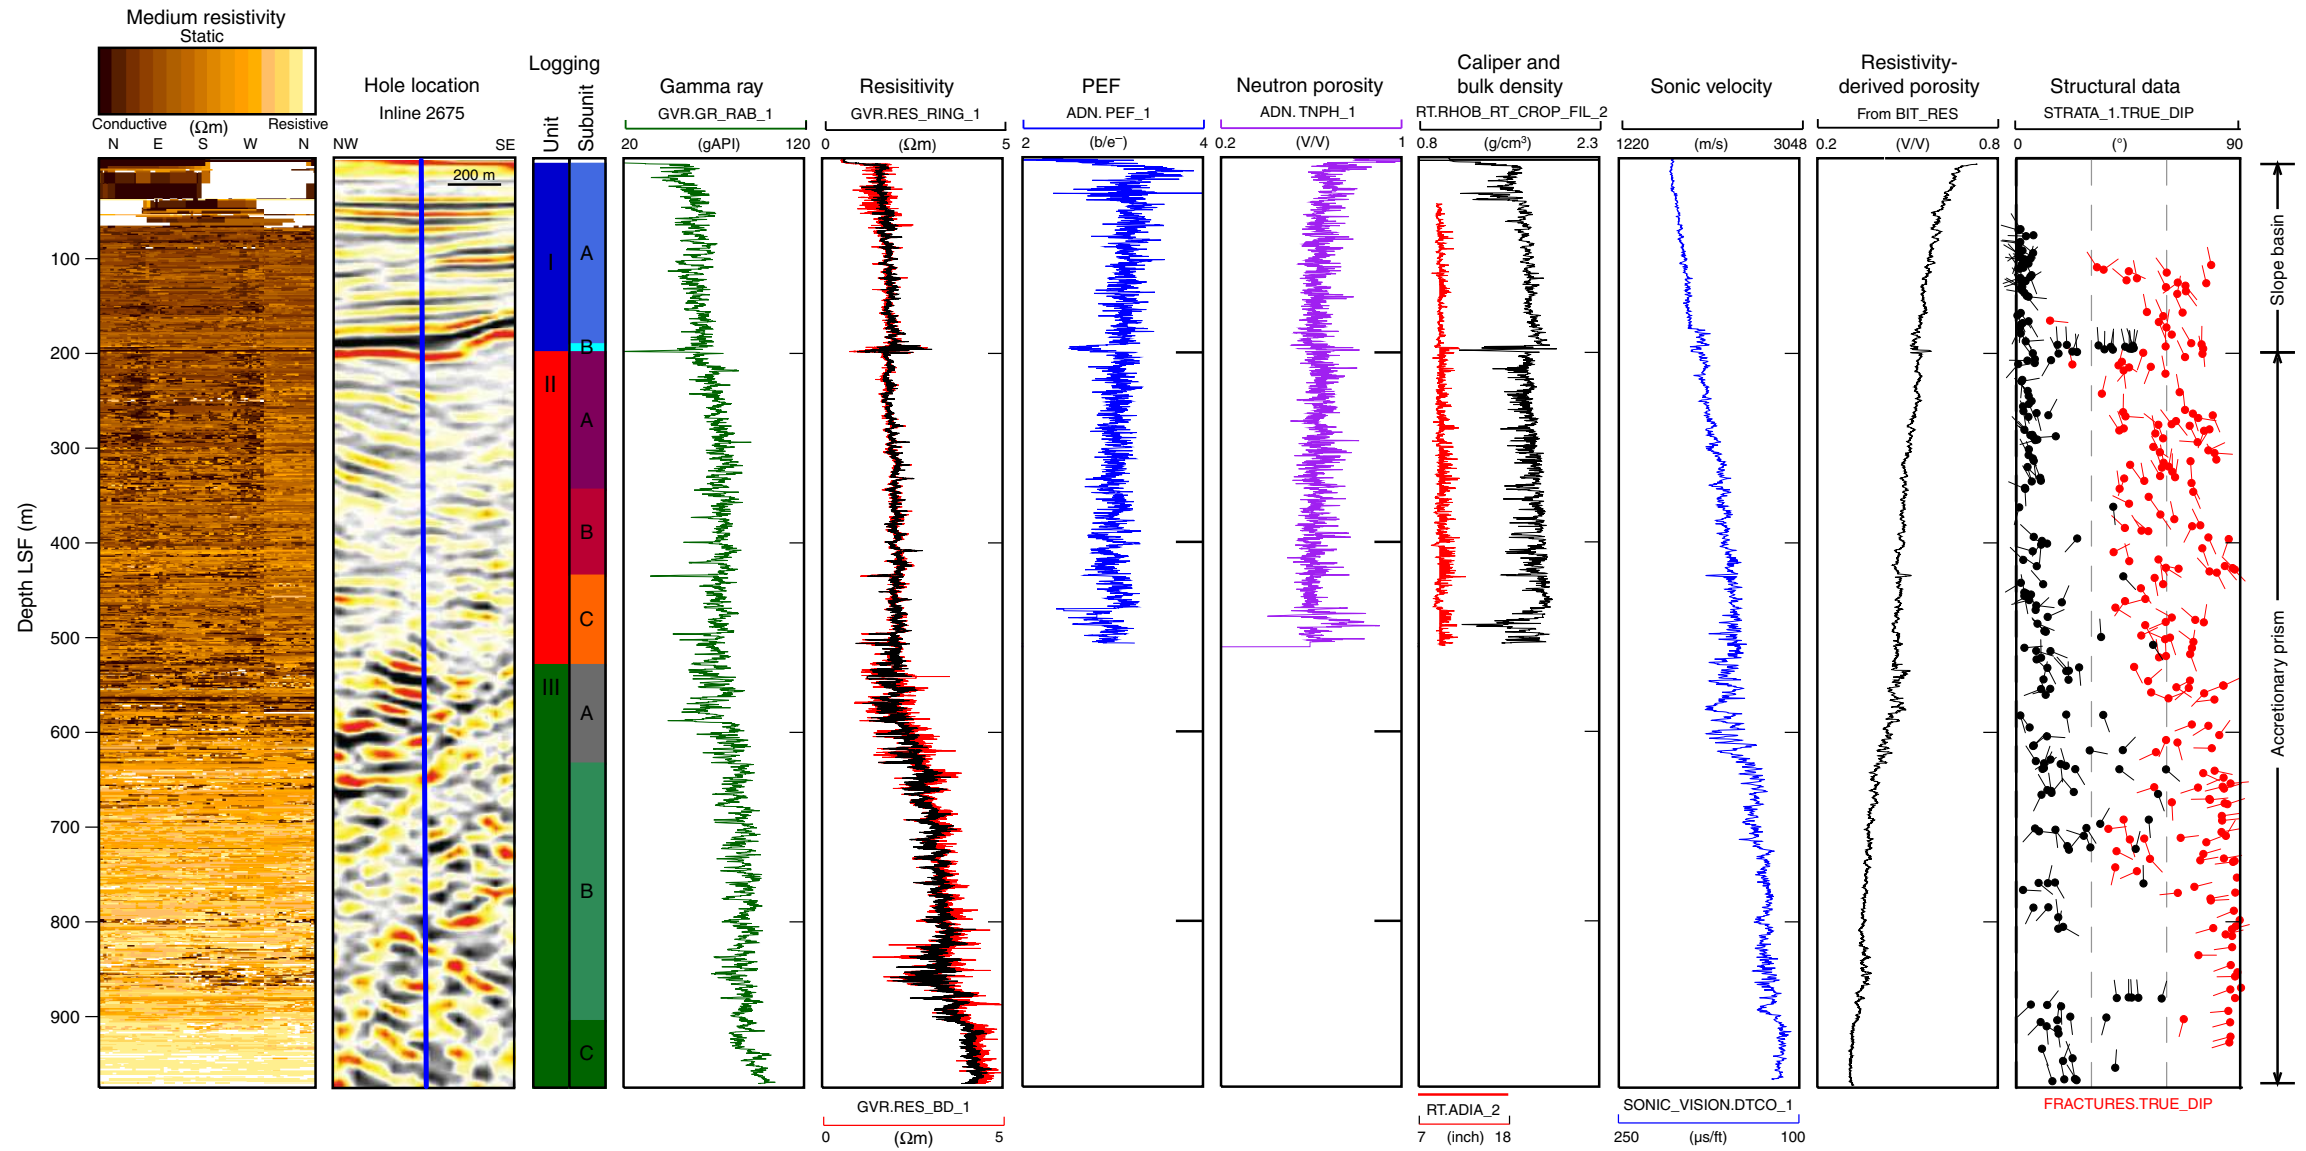 Medium resistivity
Static
Conductive (Ωm) Resistive
N E S W N
Hole location
Inline 2675
NW SE
200 m
Logging
Unit
Subunit
Gamma ray
GVR.GR_RAB_1
20 (gAPI) 120
Resisitivity
GVR.RES_RING_1
0 (Ωm) 5
PEF
ADN. PEF_1
2 (b/e–) 4
Neutron porosity
ADN.TNPH_1
0.2 (V/V) 1
Caliper and
bulk density
RT.RHOB_RT_CROP_FIL_2
0.8 (g/cm³) 2.3
Sonic velocity
1220 (m/s) 3048
Resistivity-
derived porosity
From BIT_RES
0.2 (V/V) 0.8
Structural data
STRATA_1.TRUE_DIP
0 (°) 90
Depth LSF (m)
100
200
300
400
500
600
700
800
900
I
II
III
A
B
A
B
C
A
B
C
Slope basin
Accretionary prism
GVR.RES_BD_1
0 (Ωm) 5
RT.ADIA_2
7 (inch) 18
SONIC_VISION.DTCO_1
250 (µs/ft) 100
FRACTURES.TRUE_DIP